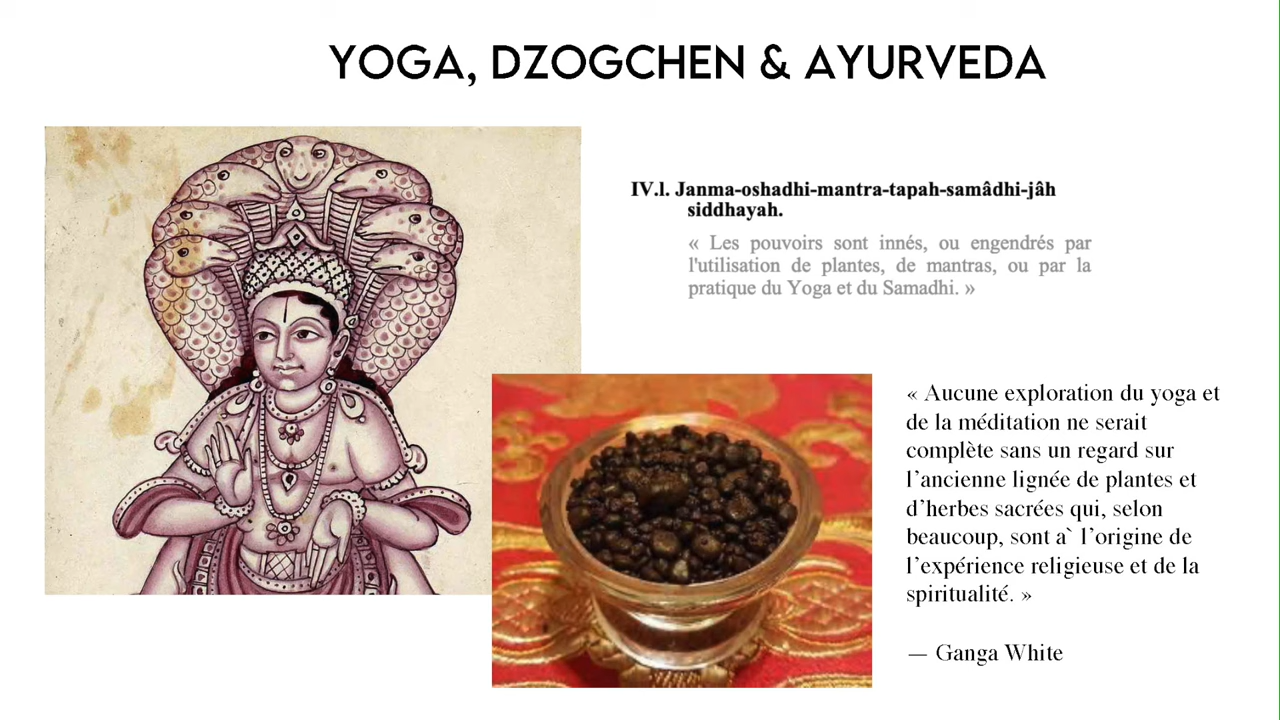 YOGA, DZOGCHEN & AYURVEDA
IV.l. Janma-oshadhi-mantra-tapah-samâdhi-jâh
siddhayah.
« Les pouvoirs sont innés, ou engendrés par
l'utilisation de plantes, de mantras, ou par la
pratique du Yoga et du Samadhi. »
« Aucune exploration du yoga et
de la méditation ne serait
complète sans un regard sur
l’ancienne lignée de plantes et
d’herbes sacrées qui, selon
beaucoup, sont a` l’origine de
l’expérience religieuse et de la
spiritualité. »
— Ganga White